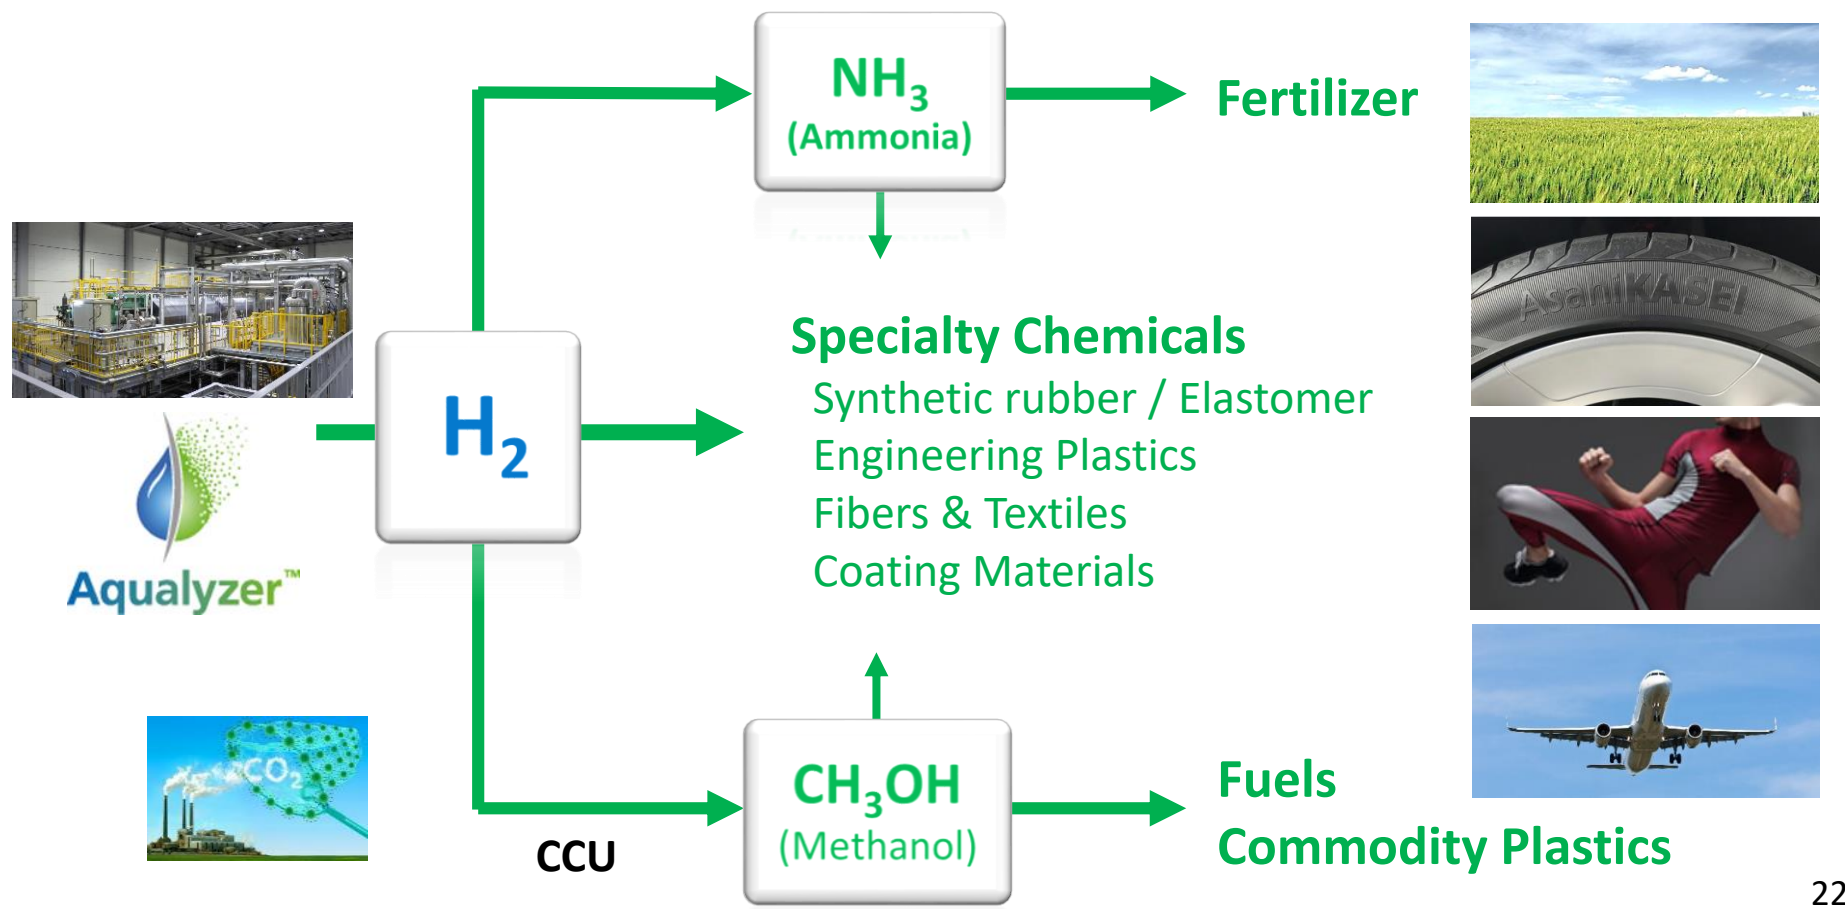 NH3
(Ammonia)
Fertilizer
AsahiKASEI
Specialty Chemicals
Synthetic rubber / Elastomer
H2
Engineering Plastics
Fibers & Textiles
Coating Materials
Aqualyzer™
CO2
CH3OH
(Methanol)
CCU
Fuels
Commodity Plastics
22